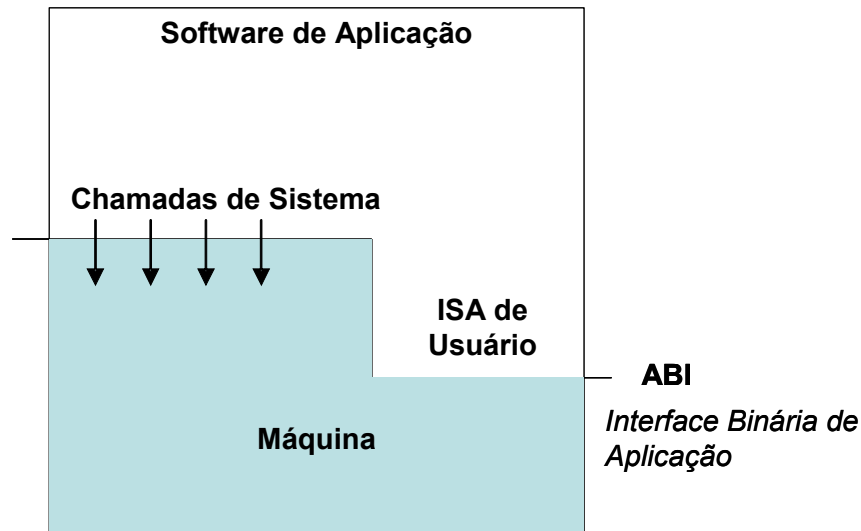 Software de Aplicação
Chamadas de Sistema
ISA de
Usuário
ABI
Interface Binária de
Aplicação
Máquina